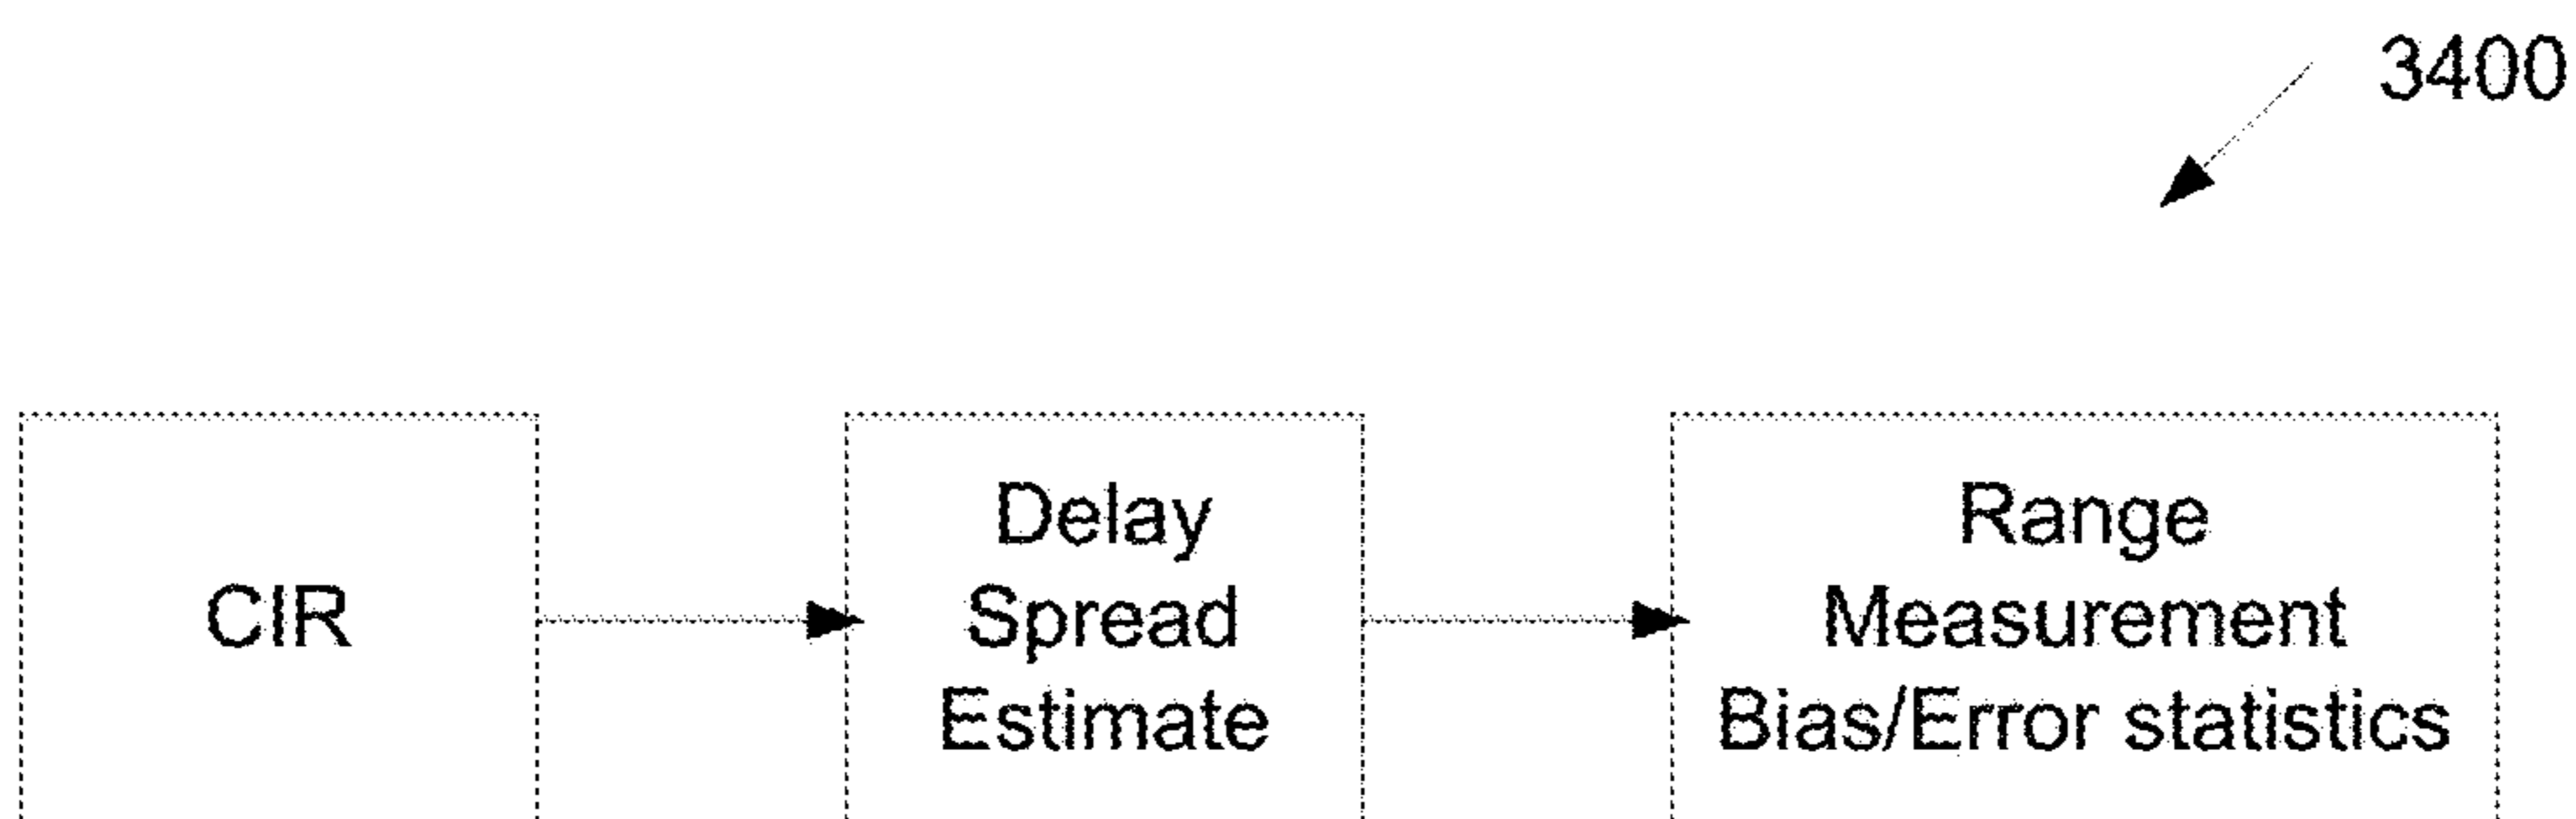 3400
CIR
Delay
Spread
Estimate
Range
Measurement
Bias/Error statistics